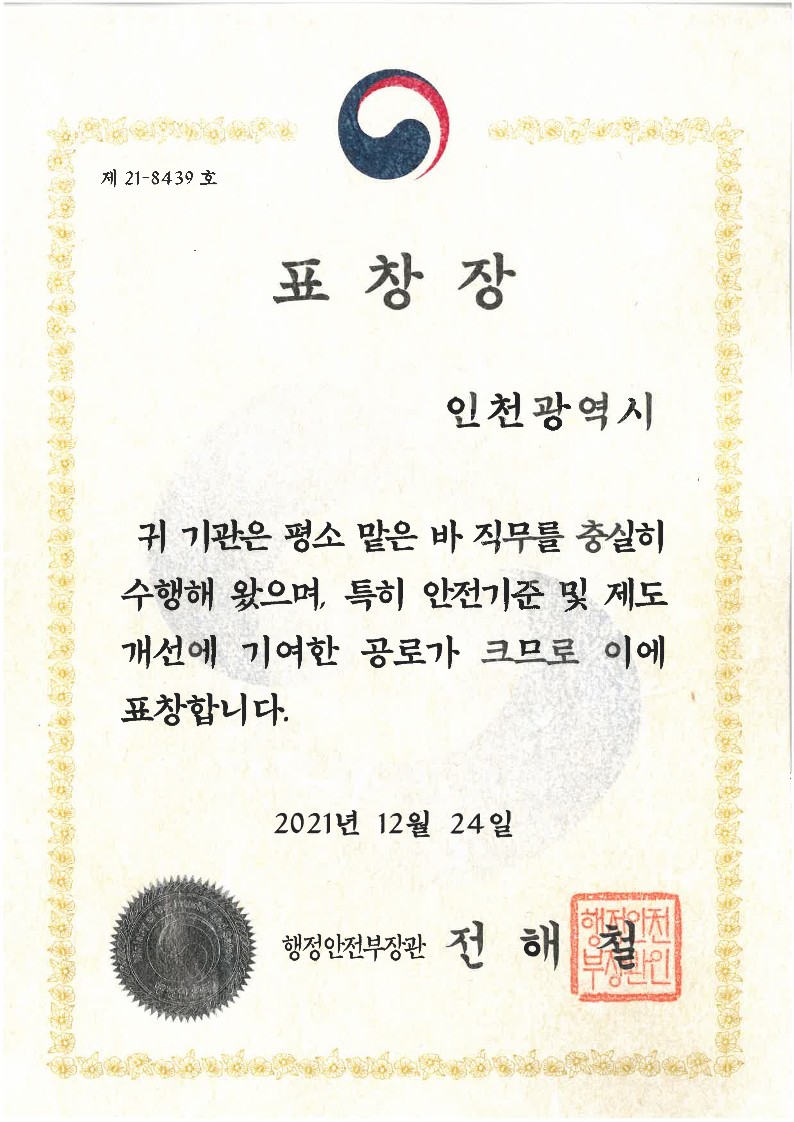 제 21-8439 호
표 창 장
인천광역시
귀 기관은 평소 맡은 바 직무를 충실히
수행해 왔으며, 특히 안전기준 및 제도
개선에 기여한 공로가 크므로 이에
표창합니다.
2021년 12월 24일
행정안전부장관 전 해 철
행정안전
부장관인